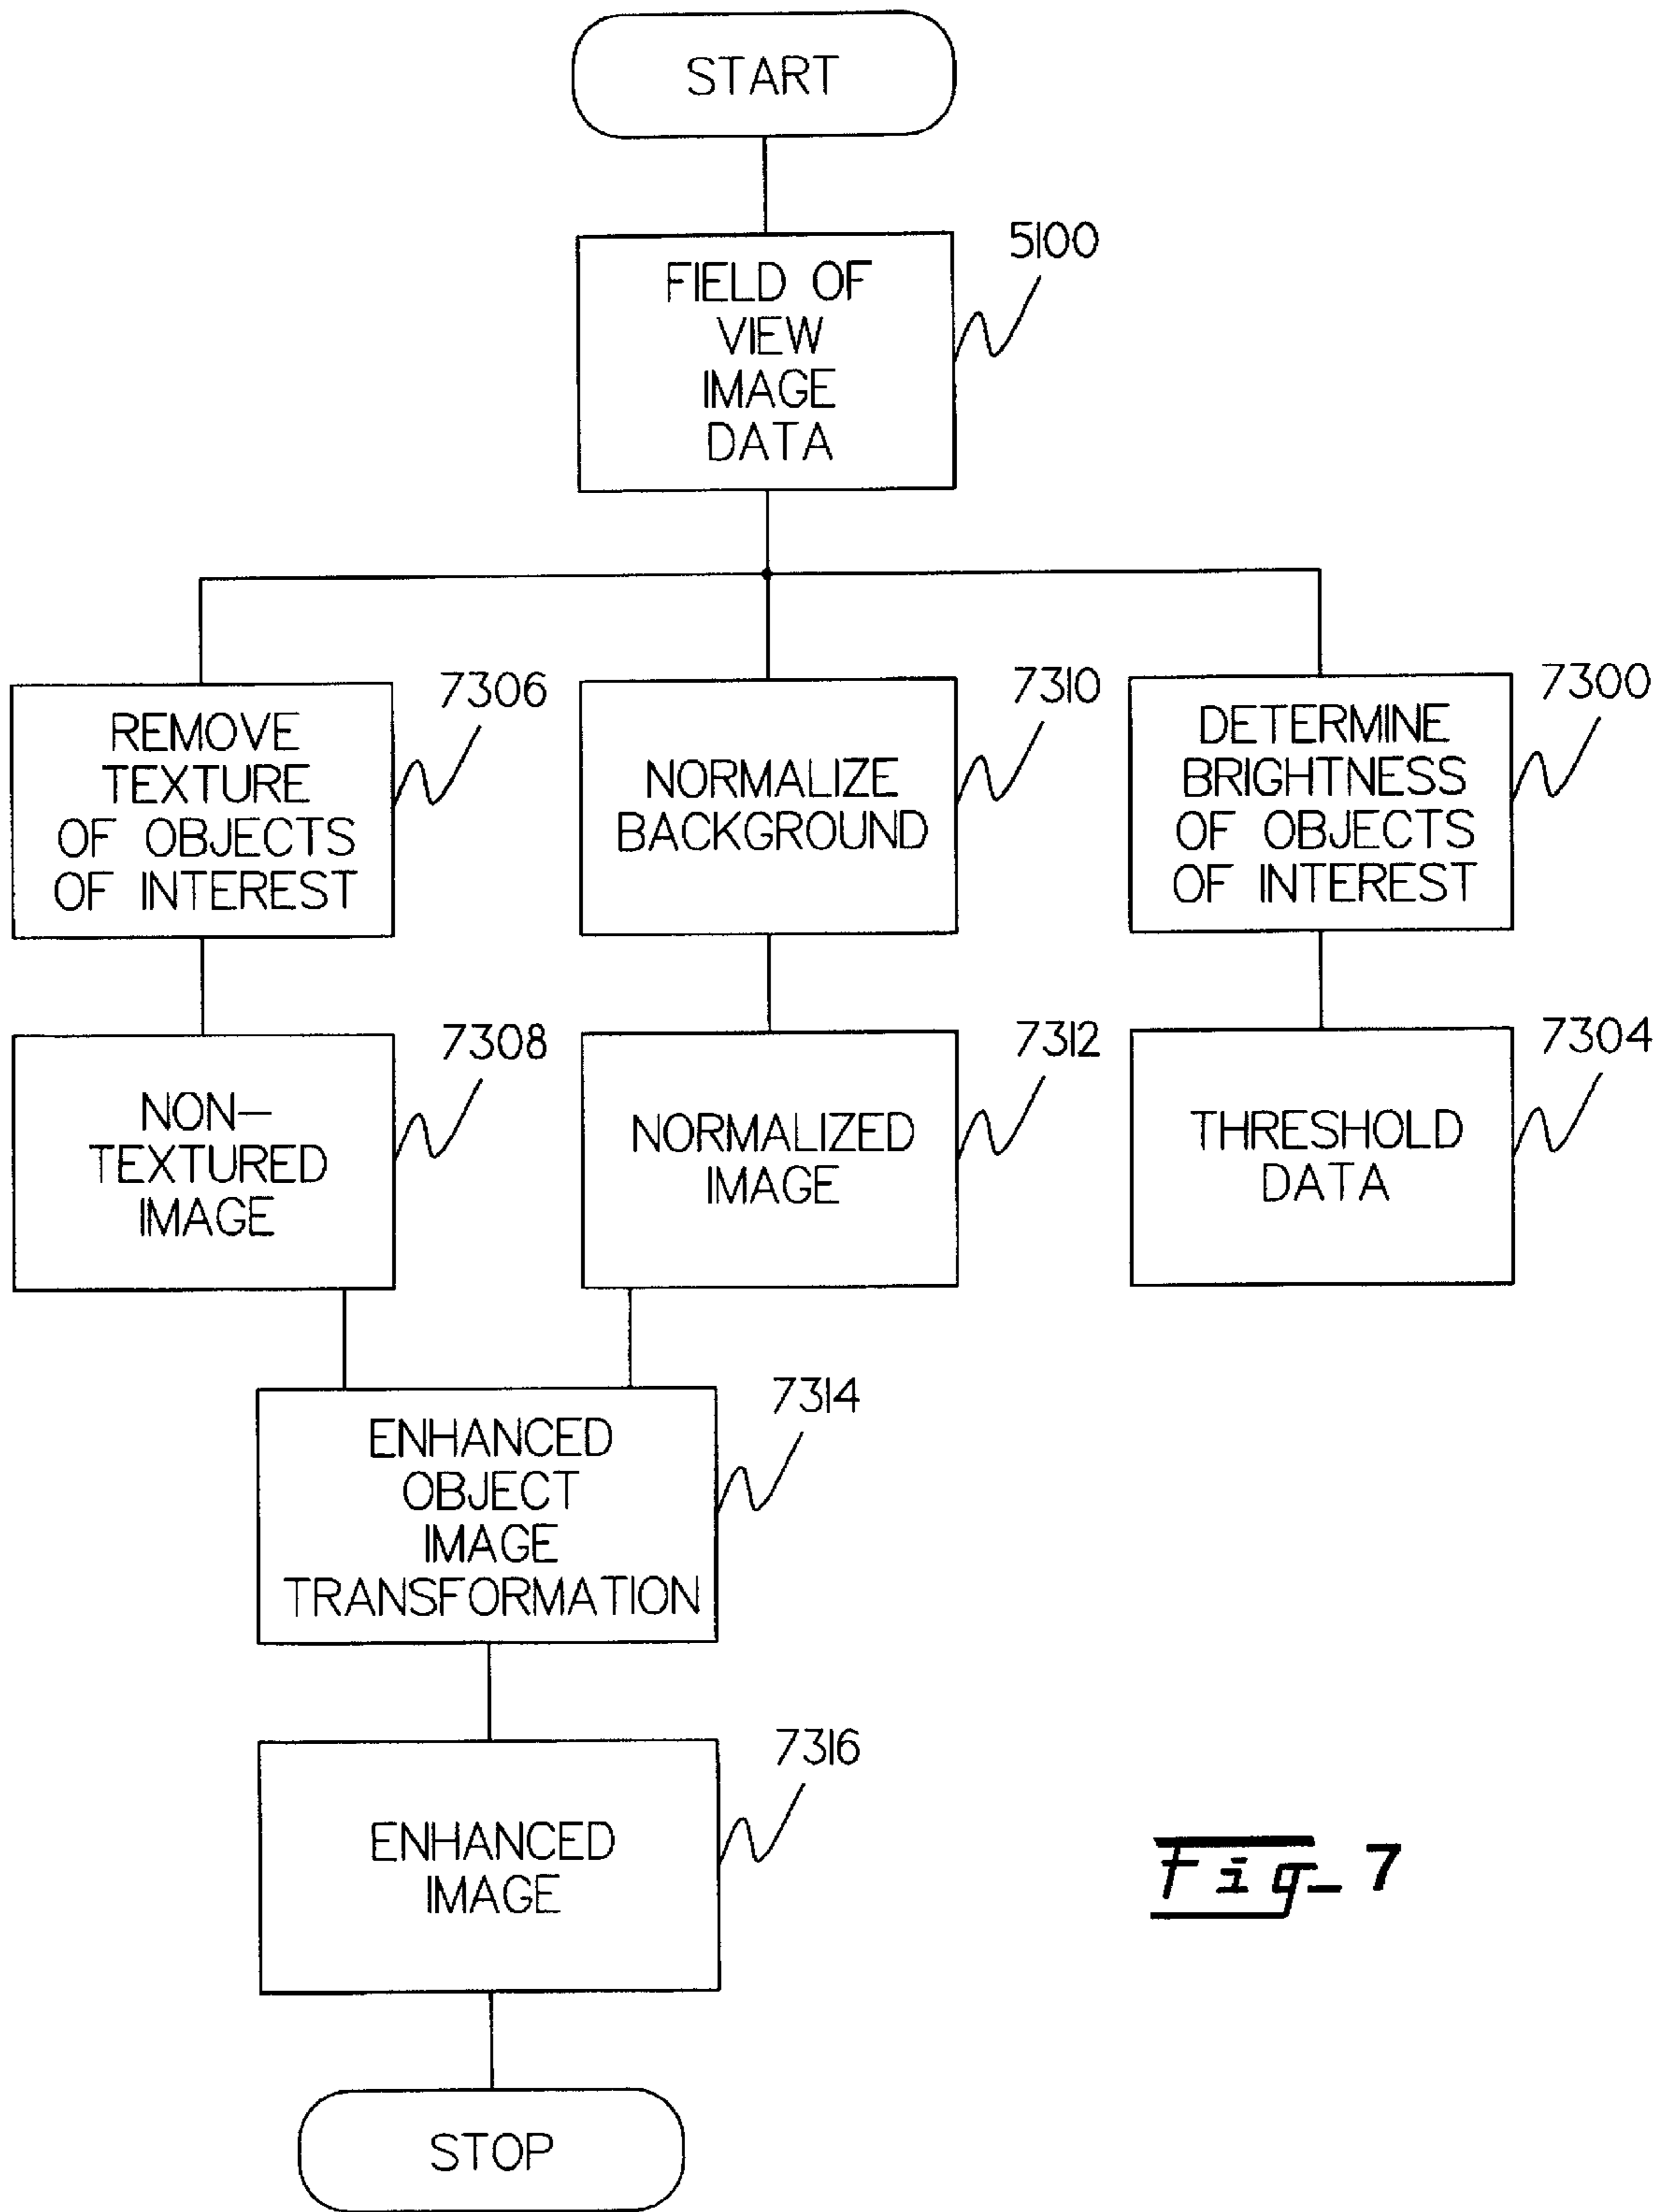 START
5100
FIELD OF
VIEW
IMAGE
DATA
7306
REMOVE
TEXTURE
OF OBJECTS
OF INTEREST
7310
NORMALIZE
BACKGROUND
7300
DETERMINE
BRIGHTNESS
OF OBJECTS
OF INTEREST
7308
NON-
TEXTURED
IMAGE
7312
NORMALIZED
IMAGE
7304
THRESHOLD
DATA
7314
ENHANCED
OBJECT
IMAGE
TRANSFORMATION
7316
ENHANCED
IMAGE
Fig_ 7
STOP